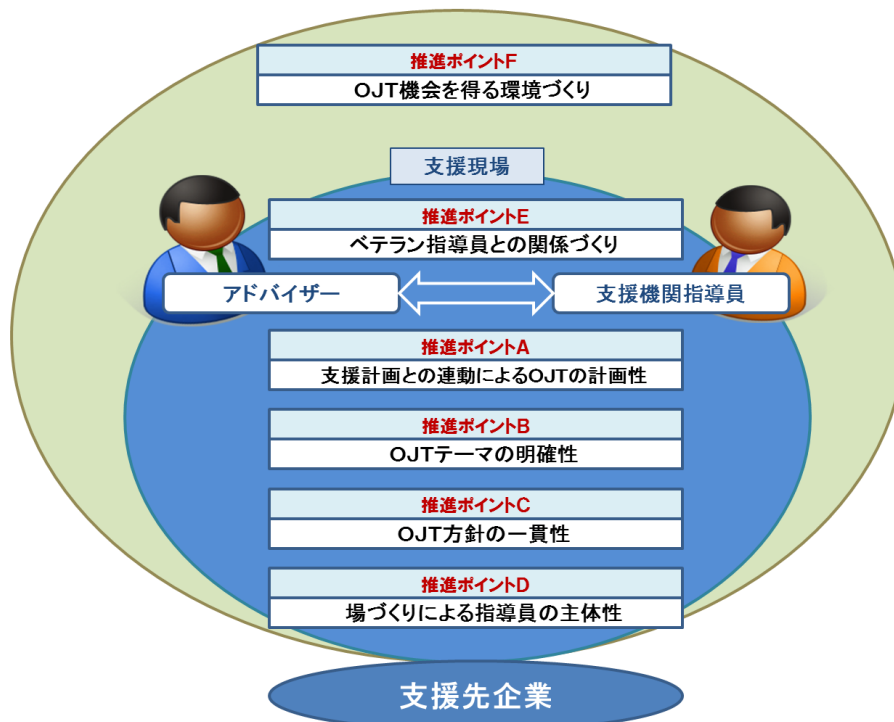 推進ポイントF
OJT機会を得る環境づくり
支援現場
推進ポイントE
ベテラン指導員との関係づくり
アドバイザー
支援機関指導員
推進ポイントA
支援計画との連動によるOJTの計画性
推進ポイントB
OJTテーマの明確性
推進ポイントC
OJT方針の一貫性
推進ポイントD
場づくりによる指導員の主体性
支援先企業